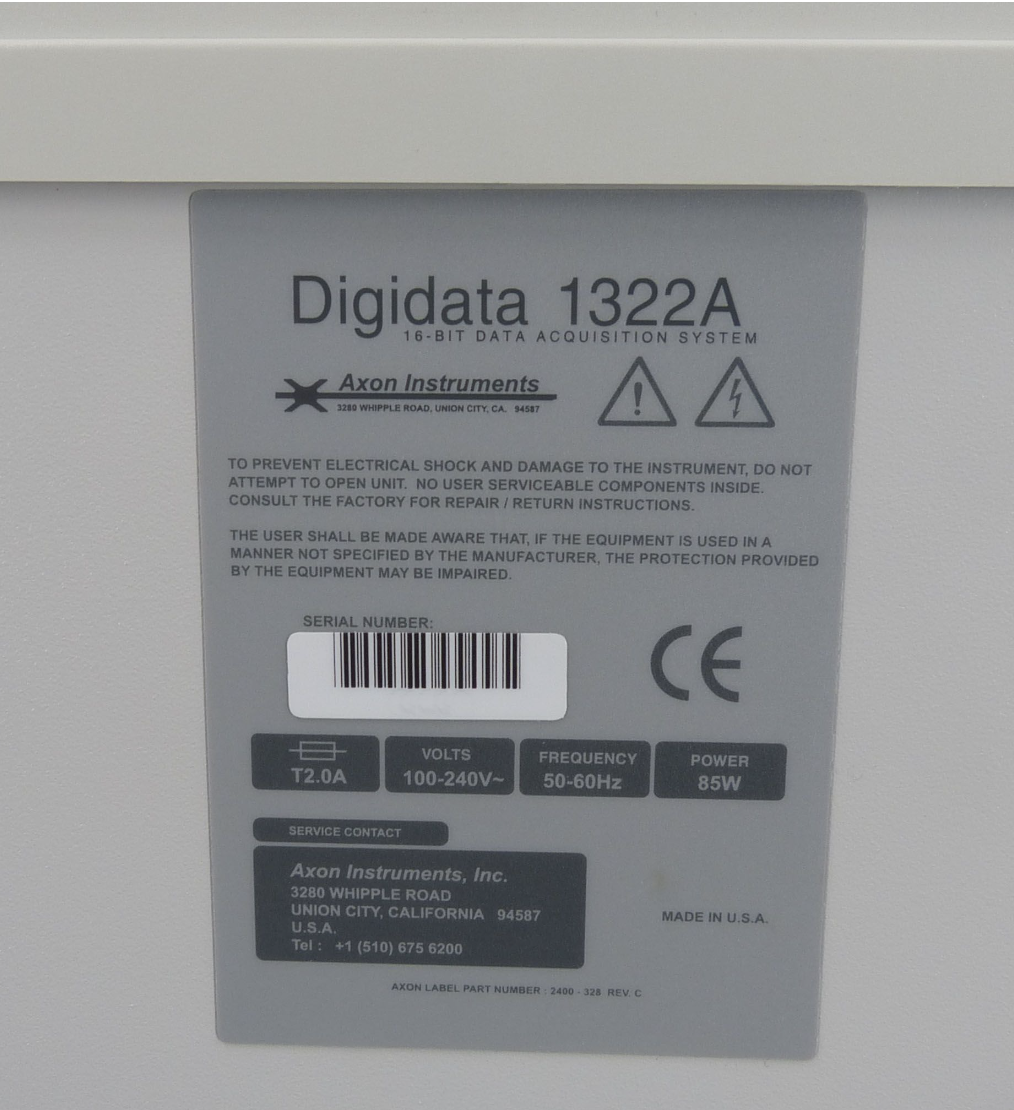 Digidata 1322A
16-BIT DATA ACQUISITION SYSTEM
Axon Instruments
3280 WHIPPLE ROAD, UNION CITY, CA. 94587
TO PREVENT ELECTRICAL SHOCK AND DAMAGE TO THE INSTRUMENT, DO NOT
ATTEMPT TO OPEN UNIT. NO USER SERVICEABLE COMPONENTS INSIDE.
CONSULT THE FACTORY FOR REPAIR / RETURN INSTRUCTIONS.
THE USER SHALL BE MADE AWARE THAT, IF THE EQUIPMENT IS USED IN A
MANNER NOT SPECIFIED BY THE MANUFACTURER, THE PROTECTION PROVIDED
BY THE EQUIPMENT MAY BE IMPAIRED.
SERIAL NUMBER:
CE
T2.0A
VOLTS
100-240V~
FREQUENCY
50-60Hz
POWER
85W
SERVICE CONTACT
Axon Instruments, Inc.
3280 WHIPPLE ROAD
UNION CITY, CALIFORNIA 94587
U.S.A.
Tel : +1 (510) 675 6200
MADE IN U.S.A.
AXON LABEL PART NUMBER : 2400 - 328 REV. C